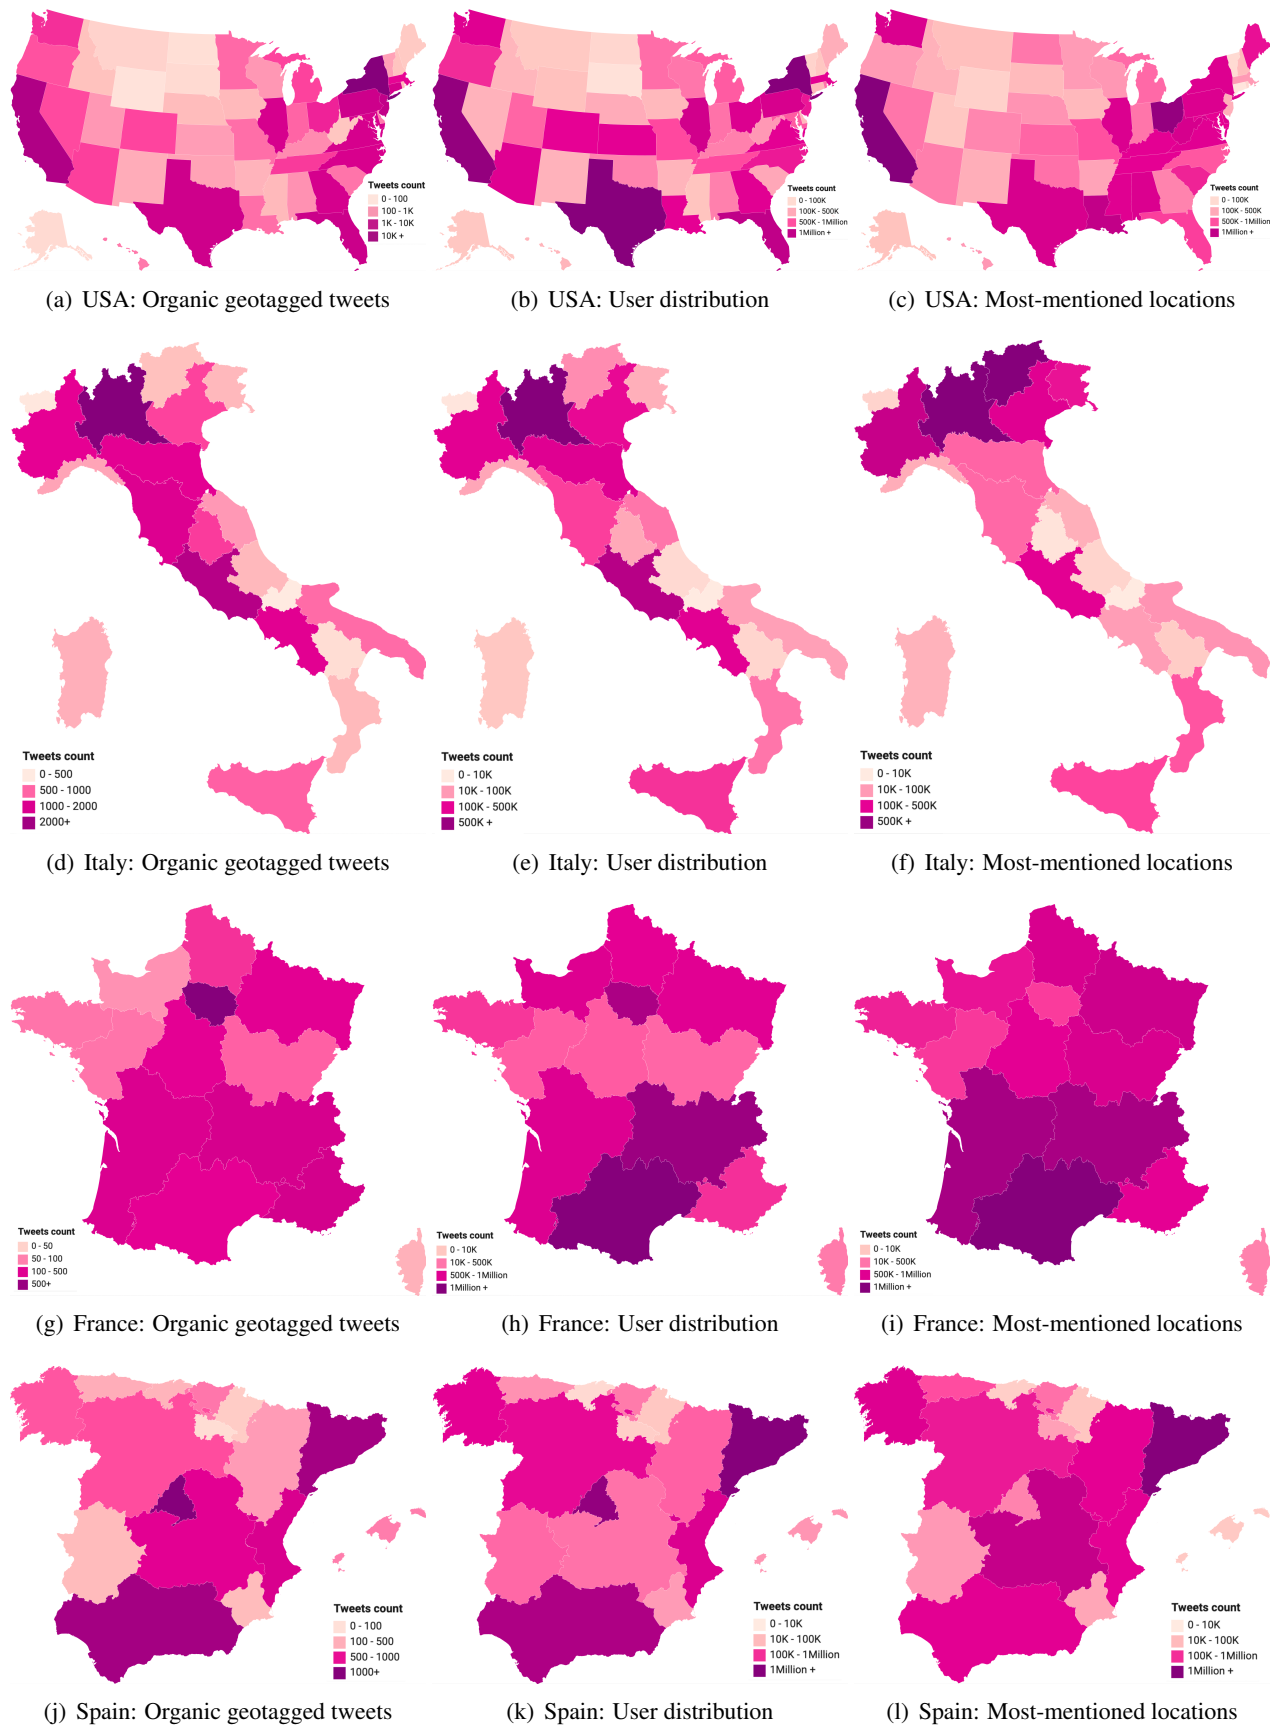 Tweets count
0 - 100
100 - 1K
1K - 10K
10K +
Tweets count
0 - 100K
100K - 500K
500K - 1Million
1Million +
Tweets count
0 - 100K
100K - 500K
500K - 1Million
1Million +
(a) USA: Organic geotagged tweets
(b) USA: User distribution
(c) USA: Most-mentioned locations
Tweets count
0 - 500
500 - 1000
1000 - 2000
2000+
Tweets count
0 - 10K
10K - 100K
100K - 500K
500K +
Tweets count
0 - 10K
10K - 100K
100K - 500K
500K +
(d) Italy: Organic geotagged tweets
(e) Italy: User distribution
(f) Italy: Most-mentioned locations
Tweets count
0 - 50
50 - 100
100 - 500
500+
Tweets count
0 - 10K
10K - 500K
500K - 1Million
1Million +
Tweets count
0 - 10K
10K - 500K
500K - 1Million
1Million +
(g) France: Organic geotagged tweets
(h) France: User distribution
(i) France: Most-mentioned locations
Tweets count
0 - 100
100 - 500
500 - 1000
1000+
Tweets count
0 - 10K
10K - 100K
100K - 1Million
1Million +
Tweets count
0 - 10K
10K - 100K
100K - 1Million
1Million +
(j) Spain: Organic geotagged tweets
(k) Spain: User distribution
(l) Spain: Most-mentioned locations